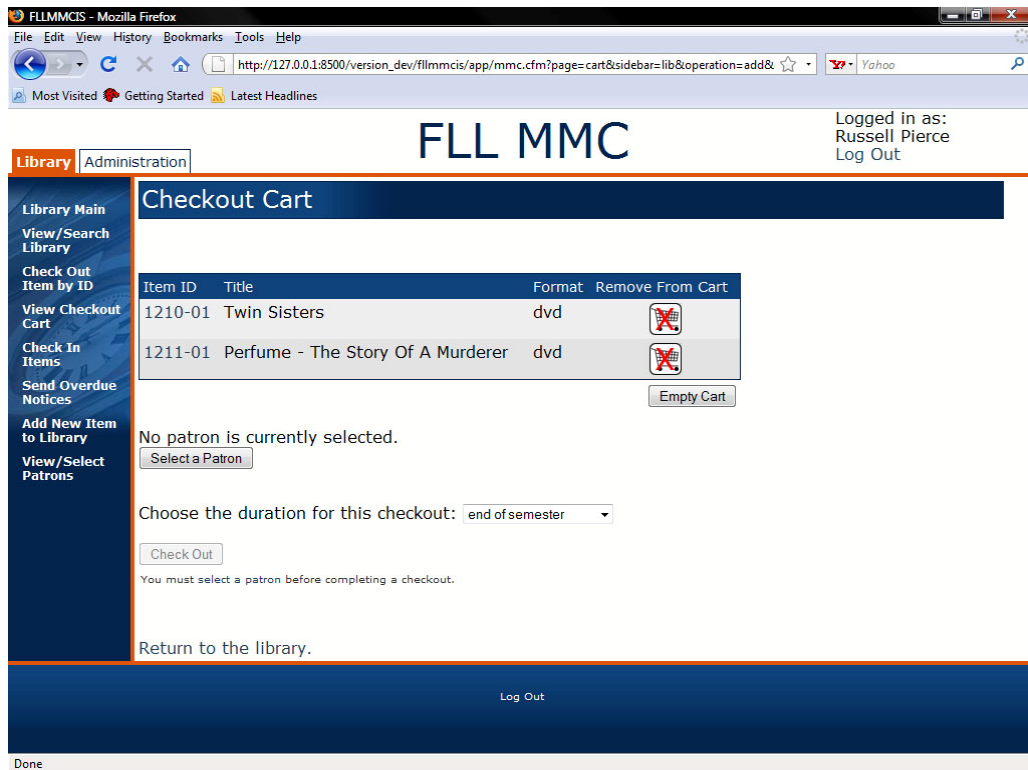 FLLMMCIS - Mozilla Firefox
File Edit View History Bookmarks Tools Help
http://127.0.0.1:8500/version_dev/fllmmcis/app/mmc.cfm?page=cart&sidebar=lib&operation=add&
Yahoo
Most Visited Getting Started Latest Headlines
FLL MMC
Logged in as:
Russell Pierce
Log Out
Library Administration
Library Main
View/Search
Library
Check Out
Item by ID
View Checkout
Cart
Check In
Items
Send Overdue
Notices
Add New Item
to Library
View/Select
Patrons
Checkout Cart
Item ID Title Format Remove From Cart
1210-01 Twin Sisters dvd
1211-01 Perfume - The Story Of A Murderer dvd
Empty Cart
No patron is currently selected.
Select a Patron
Choose the duration for this checkout: end of semester
Check Out
You must select a patron before completing a checkout.
Return to the library.
Log Out
Done